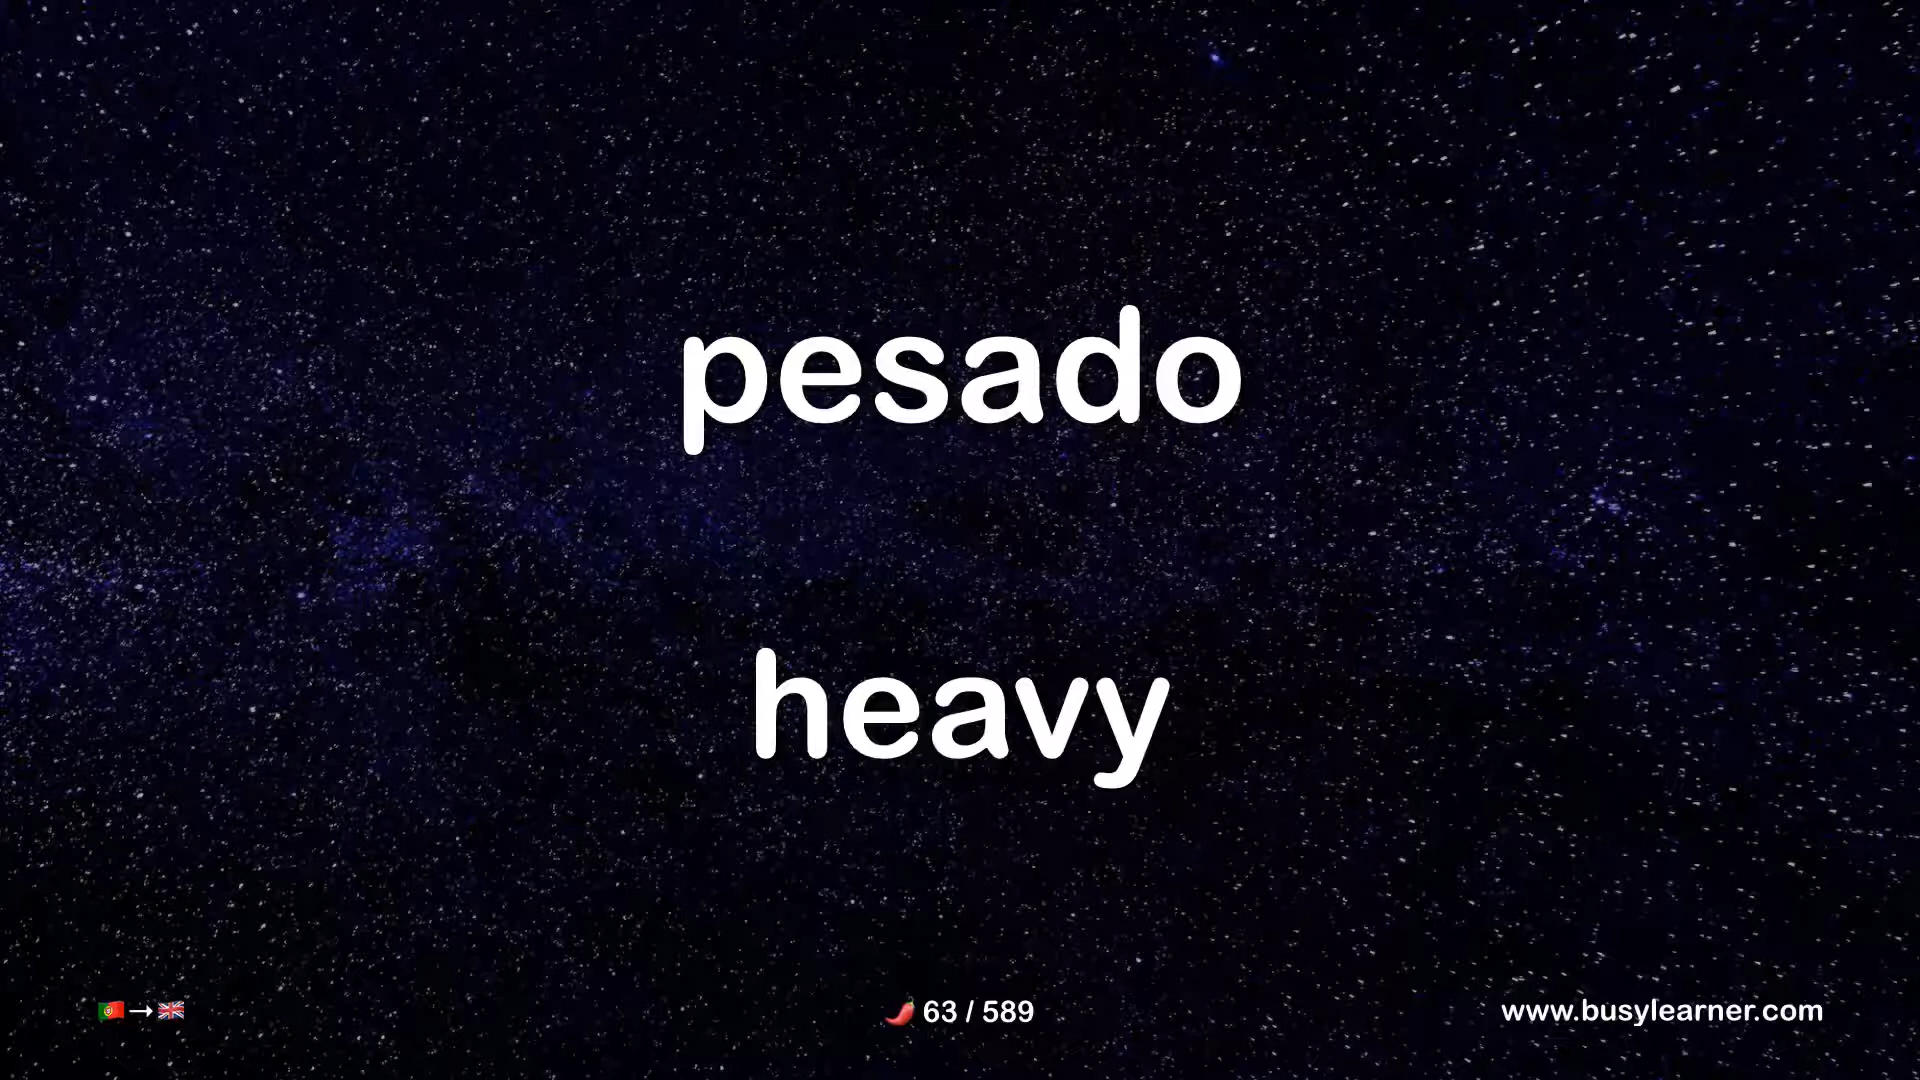 pesado
heavy
🇵🇹→🇬🇧
🌶️ 63 / 589
www.busylearner.com